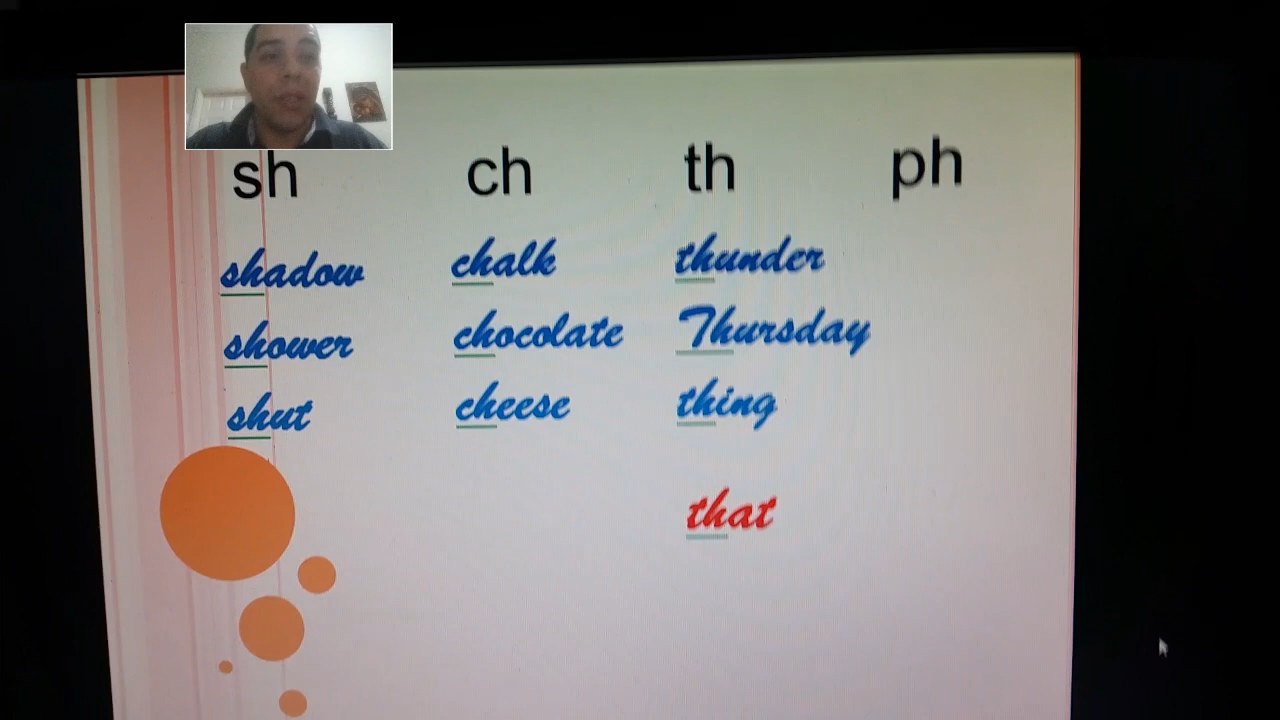 sh ch th ph
shadow chalk thunder
shower chocolate Thursday
shut cheese thing
that